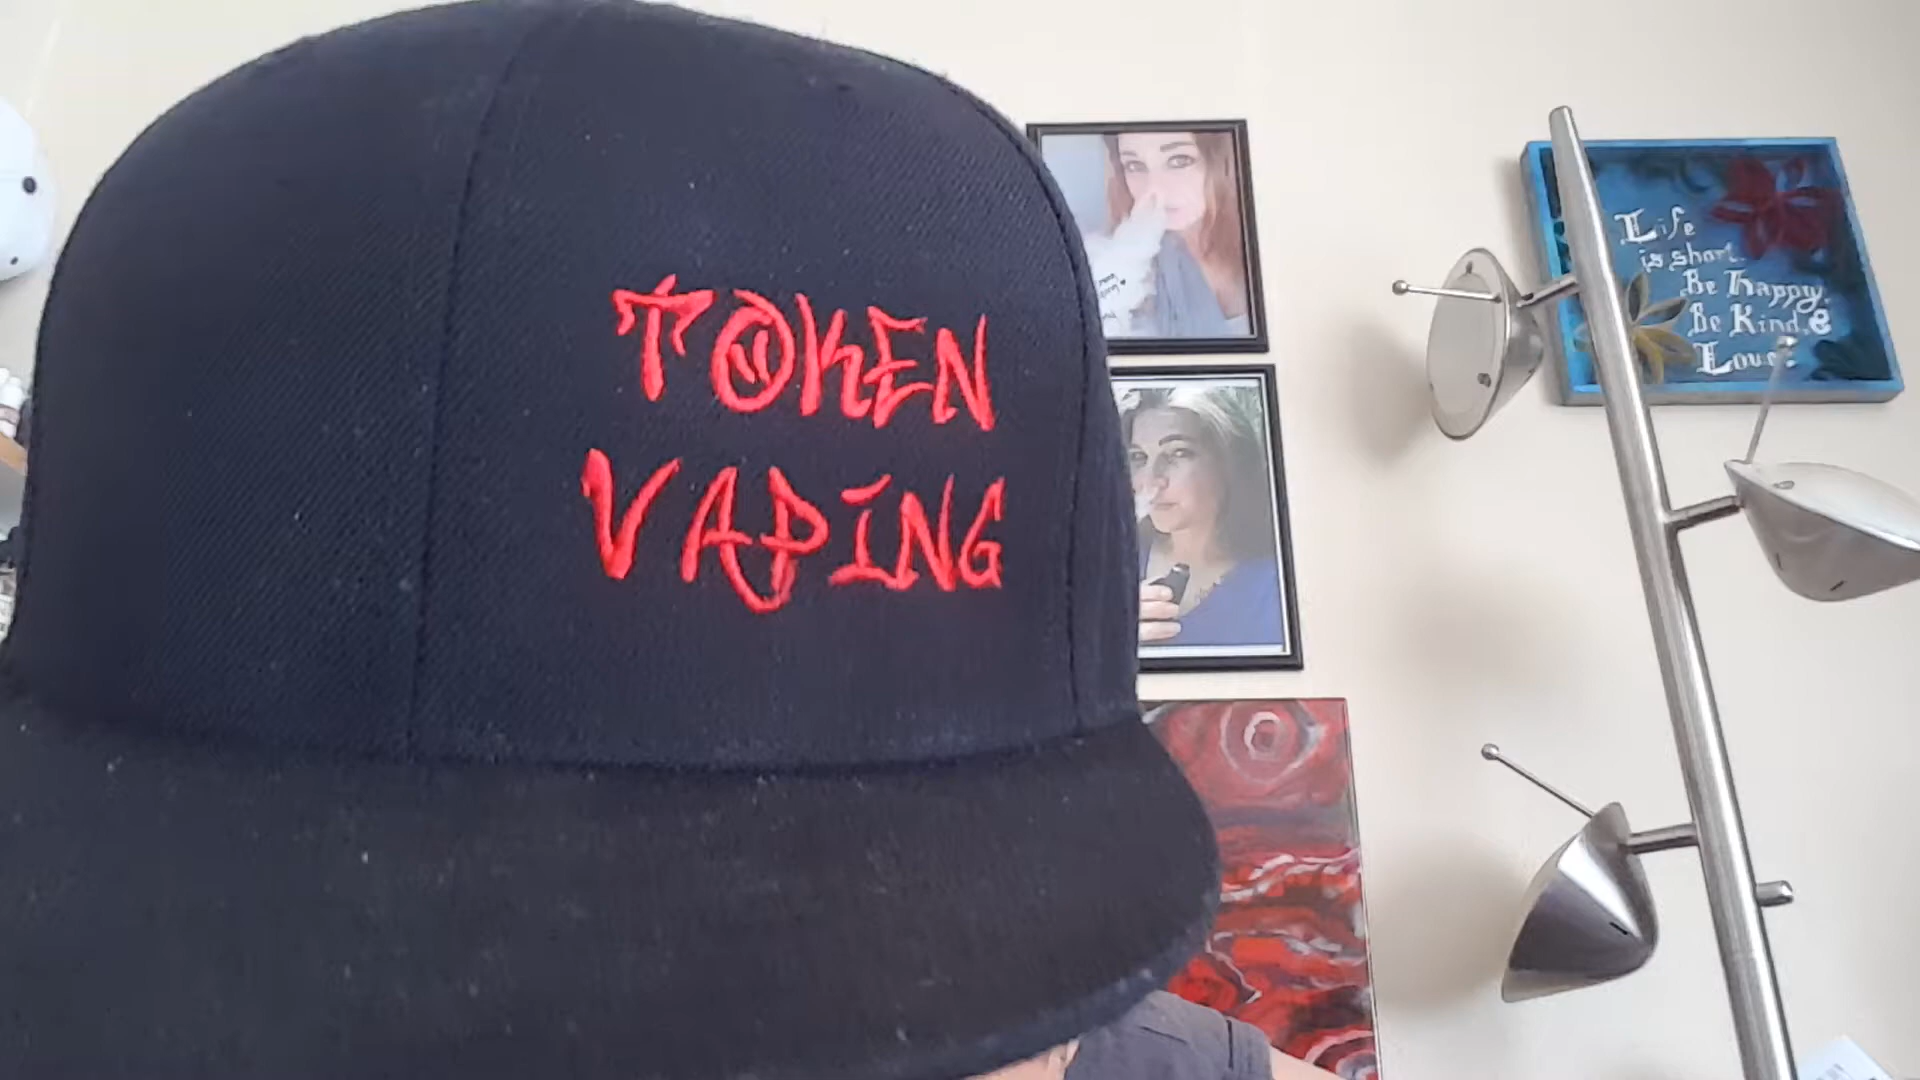 TOKEN
VAPING
Life
is short.
Be Happy.
Be Kind, &
Love.